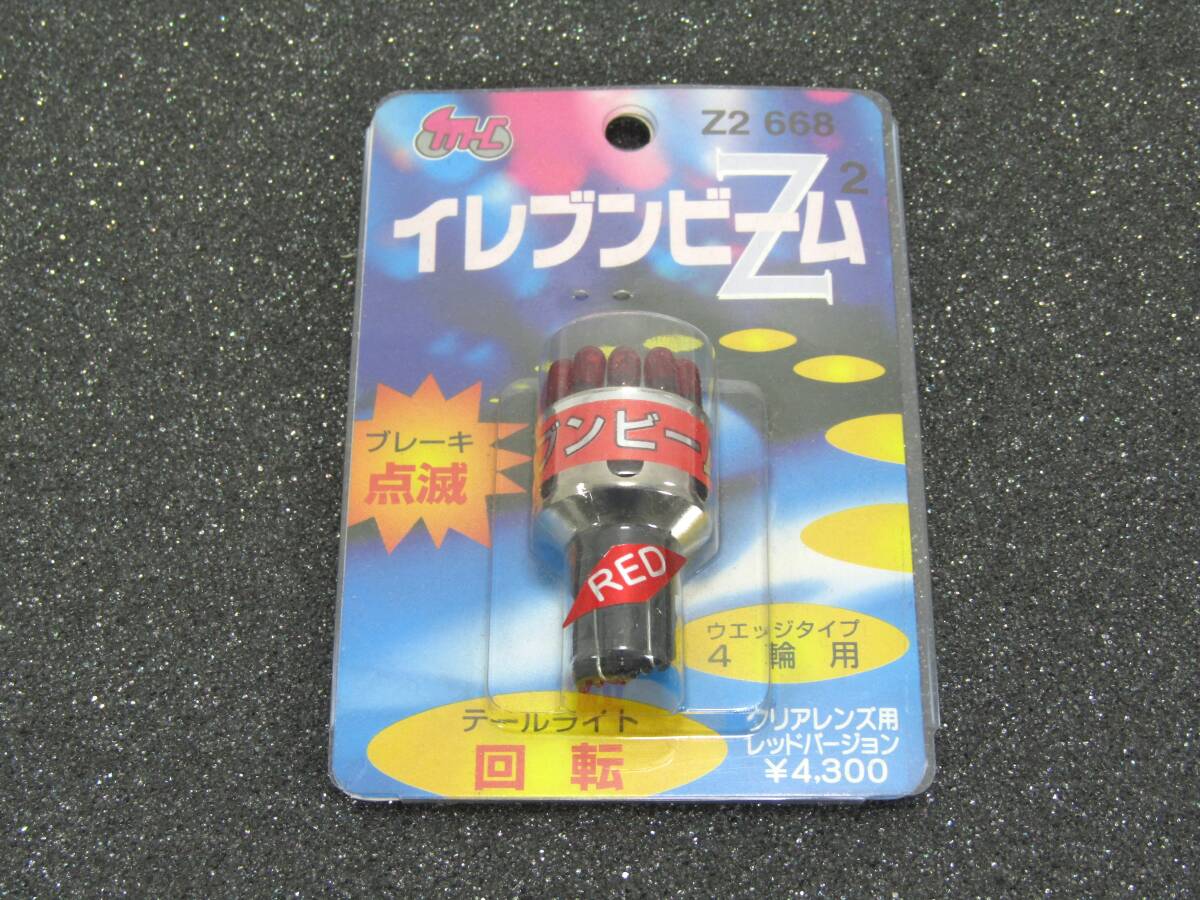 Z2 668
イレブンビーム
Z2
ブンビー
ブレーキ
点滅
RED
ウエッジタイプ
4輪用
テールライト
回転
クリアレンズ用
レッドバージョン
¥4,300